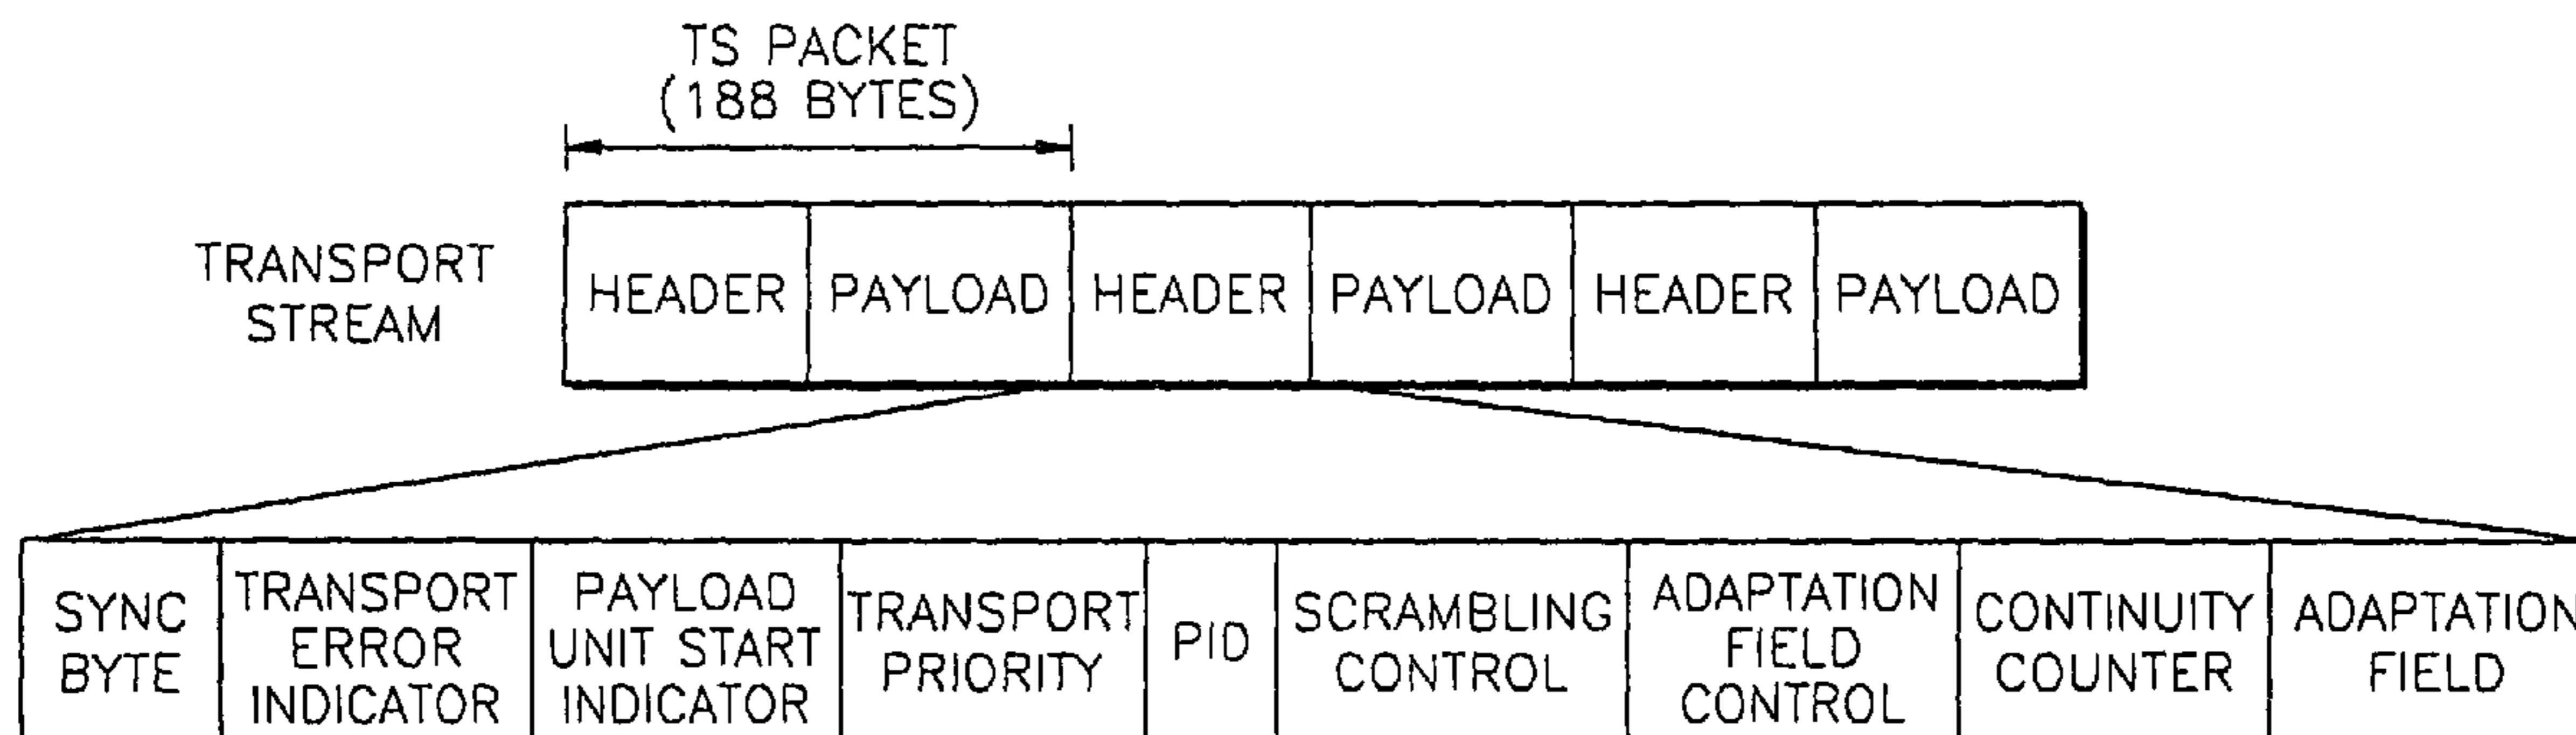 TS PACKET
(188 BYTES)
TRANSPORT
STREAM
HEADER PAYLOAD HEADER PAYLOAD HEADER PAYLOAD
SYNC
BYTE
TRANSPORT
ERROR
INDICATOR
PAYLOAD
UNIT START
INDICATOR
TRANSPORT
PRIORITY
PID
SCRAMBLING
CONTROL
ADAPTATION
FIELD
CONTROL
CONTINUITY
COUNTER
ADAPTATION
FIELD